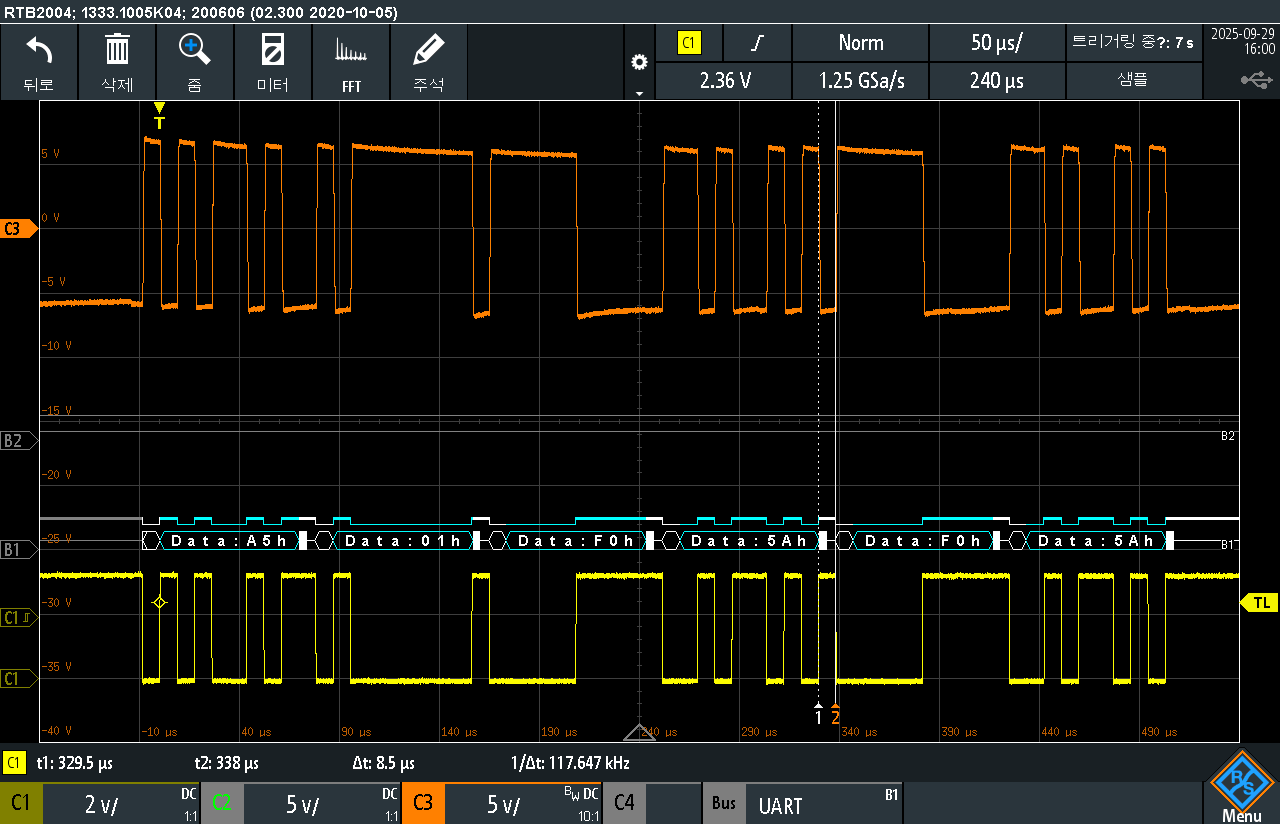 RTB2004; 1333.1005K04; 200606 (02.300 2020-10-05)
뒤로
삭제
줌
미터
FFT
주석
C1
Norm
50 µs/
트리거링 중?: 7 s
2025-09-29
16:00
2.36 V
1.25 GSa/s
240 µs
샘플
T
5 V
C3
0 V
-5 V
-10 V
-15 V
B2
B2
-20 V
-25 V
B1
Data:A5h
Data:01h
Data:F0h
Data:5Ah
Data:F0h
Data:5Ah
B1
-30 V
C1
TL
-35 V
C1
1
2
-40 V
-10 µs
40 µs
90 µs
140 µs
190 µs
240 µs
290 µs
340 µs
390 µs
440 µs
490 µs
C1
t1: 329.5 µs
t2: 338 µs
Δt: 8.5 µs
1/Δt: 117.647 kHz
C1
2 V/
DC
1:1
C2
5 V/
DC
1:1
C3
5 V/
BW DC
10:1
C4
Bus
UART
B1
R&S
Menu